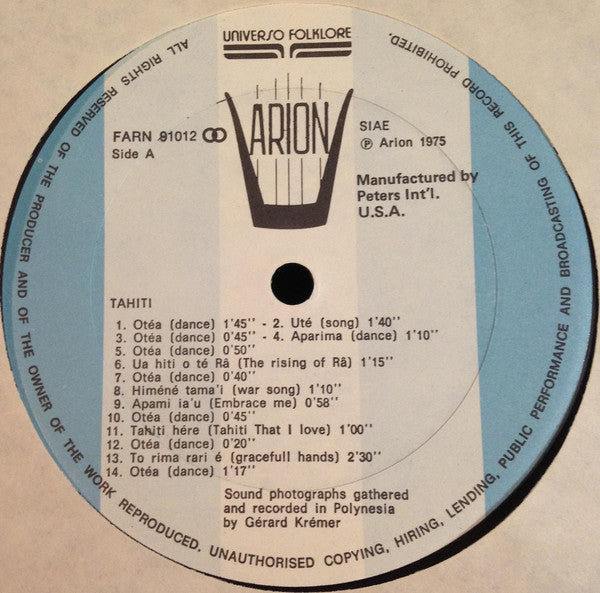 UNIVERSO FOLKLORE
ARION
FARN 91012
Side A
SIAE
Ⓟ Arion 1975
Manufactured by
Peters Int'l.
U.S.A.
TAHITI
1. Otéa (dance) 1'45'' - 2. Uté (song) 1'40''
3. Otéa (dance) 0'45'' - 4. Aparima (dance) 1'10''
5. Otéa (dance) 0'50''
6. Ua hiti o té Râ (The rising of Râ) 1'15''
7. Otéa (dance) 0'40''
8. Himéné tama'i (war song) 1'10''
9. Apami ia'u (Embrace me) 0'58''
10. Otéa (dance) 0'45''
11. Tahiti hére (Tahiti That I love) 1'00''
12. Otéa (dance) 0'20''
13. To rima rari é (gracefull hands) 2'30''
14. Otéa (dance) 1'17''
Sound photographs gathered
and recorded in Polynesia
by Gérard Krémer
ALL RIGHTS RESERVED OF THE PRODUCER AND OF THE OWNER OF THE WORK REPRODUCED. UNAUTHORISED COPYING, HIRING, LENDING, PUBLIC PERFORMANCE AND BROADCASTING OF THIS RECORD PROHIBITED.